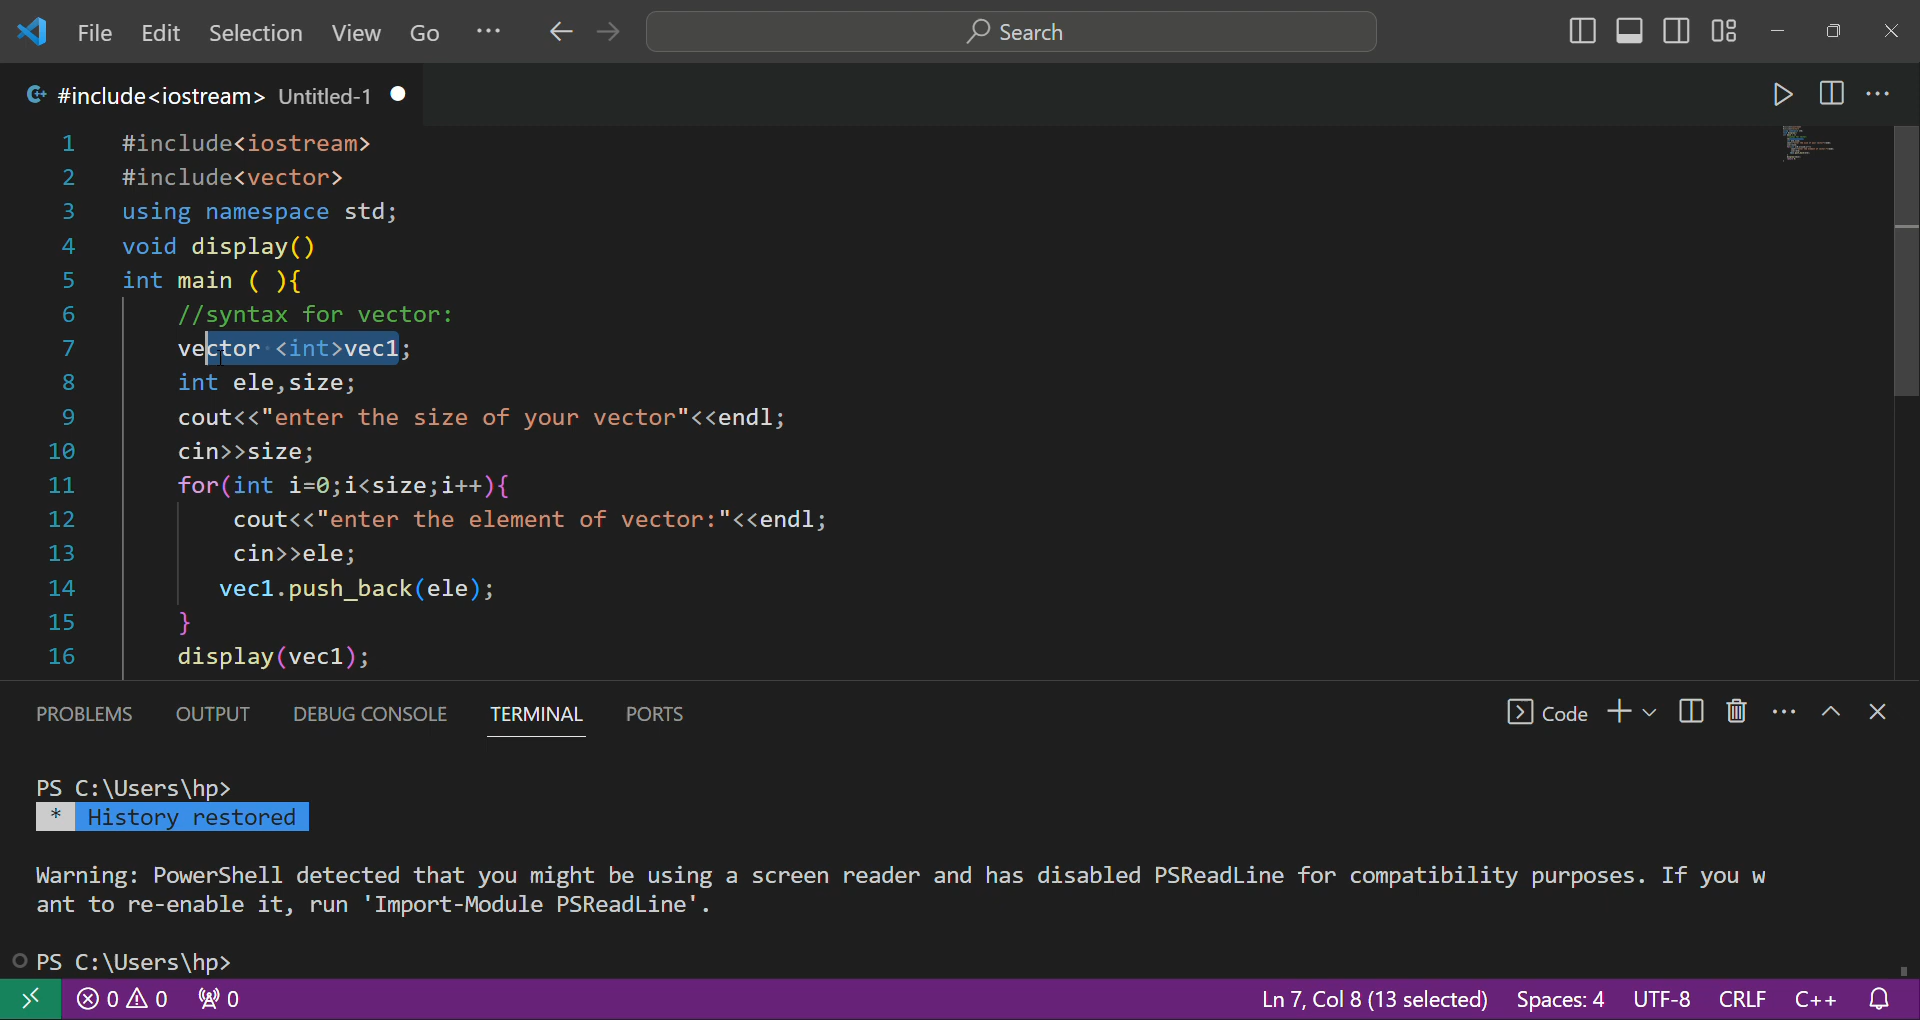 File Edit Selection View Go ··· Search
#include<iostream> Untitled-1
1 #include<iostream>
2 #include<vector>
3 using namespace std;
4 void display()
5 int main ( ){
6 //syntax for vector:
7 vector <int>vec1;
8 int ele,size;
9 cout<<"enter the size of your vector"<<endl;
10 cin>>size;
11 for(int i=0;i<size;i++){
12 cout<<"enter the element of vector:"<<endl;
13 cin>>ele;
14 vec1.push_back(ele);
15 }
16 display(vec1);
PROBLEMS OUTPUT DEBUG CONSOLE TERMINAL PORTS Code
PS C:\Users\hp>
* History restored
Warning: PowerShell detected that you might be using a screen reader and has disabled PSReadLine for compatibility purposes. If you w
ant to re-enable it, run 'Import-Module PSReadLine'.
PS C:\Users\hp>
0 0 0 Ln 7, Col 8 (13 selected) Spaces: 4 UTF-8 CRLF C++